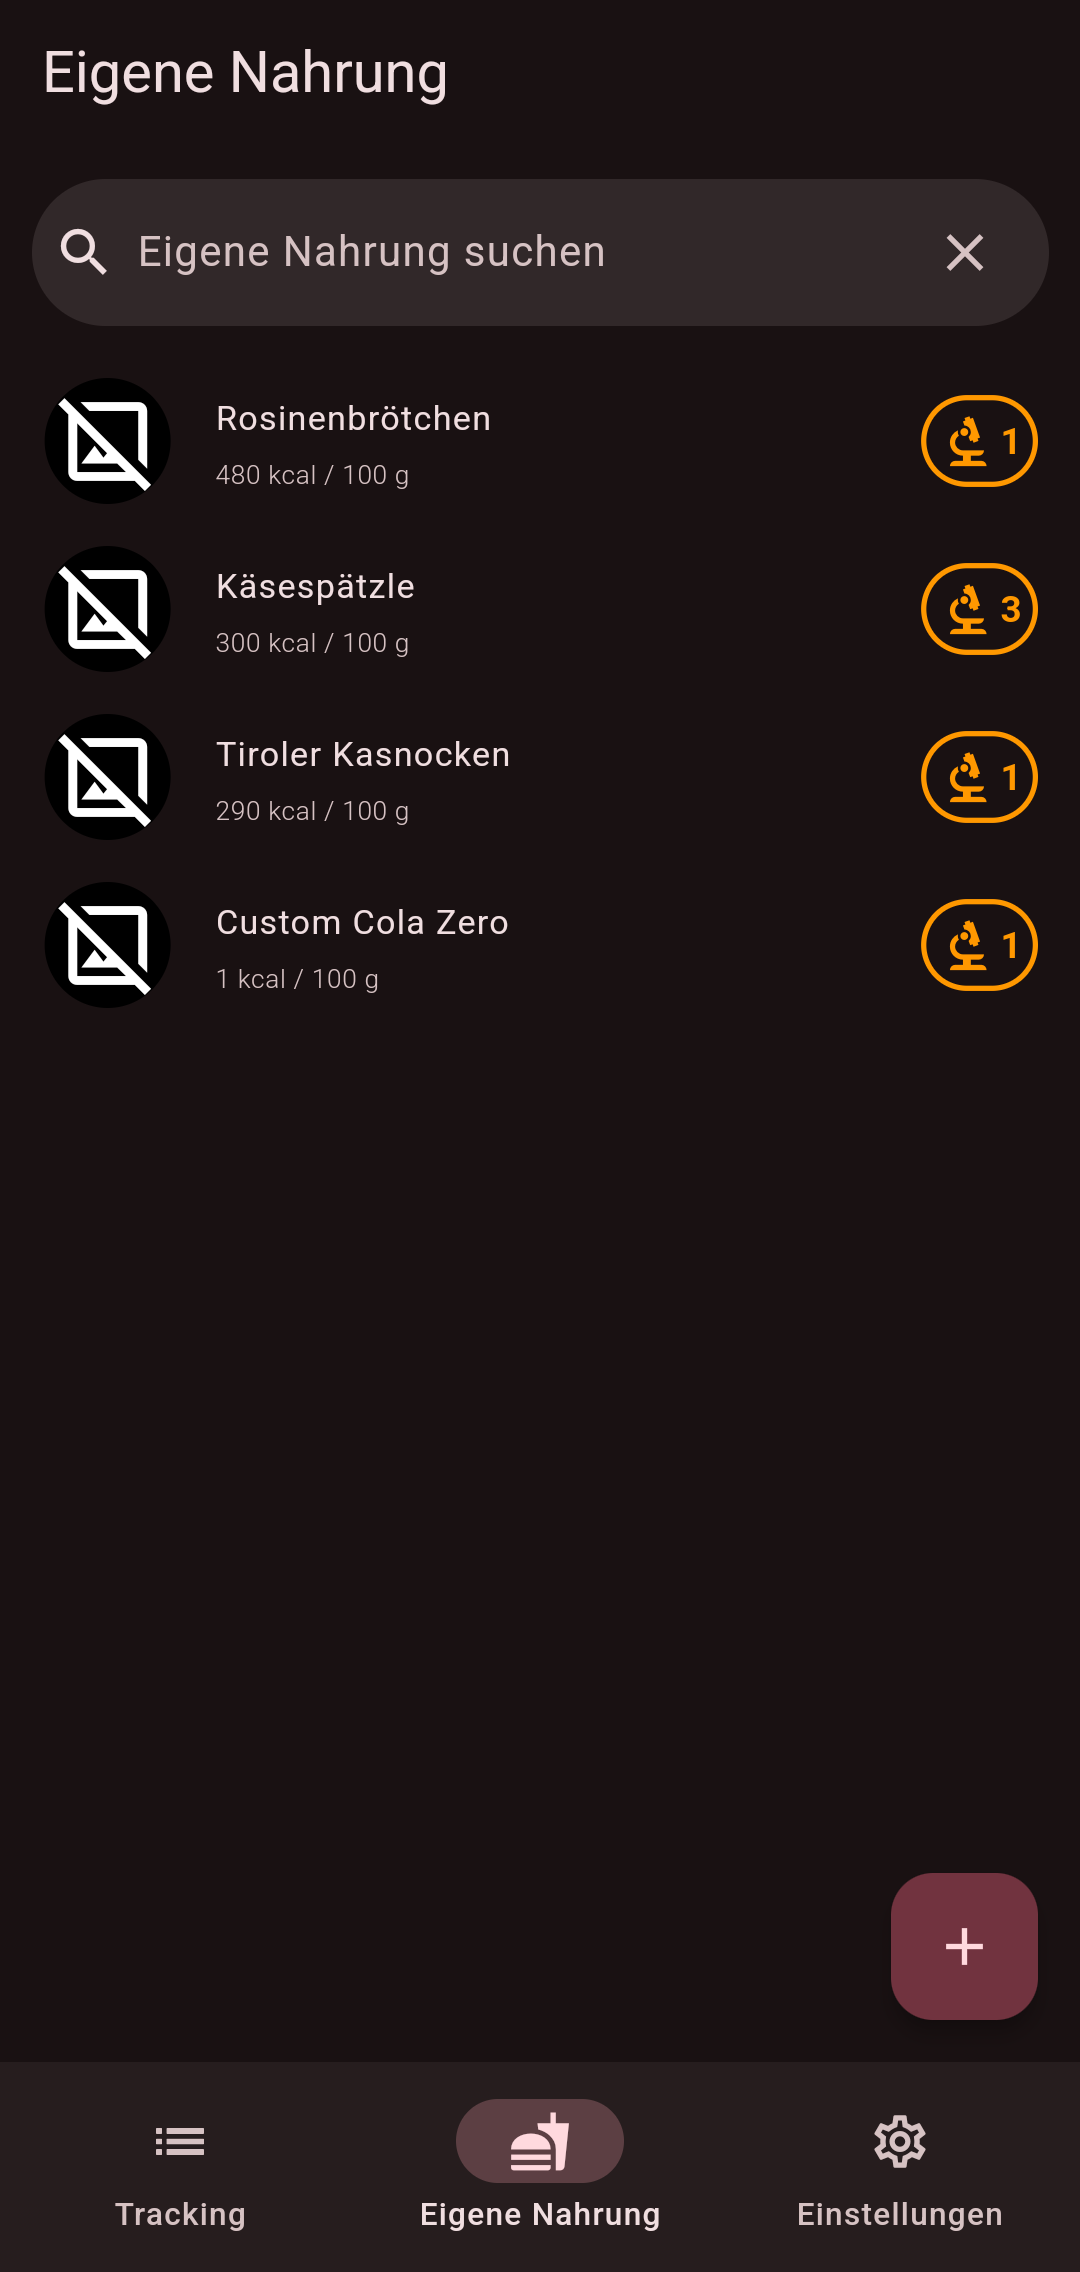 Eigene Nahrung
Eigene Nahrung suchen
Rosinenbrötchen
480 kcal / 100 g
1
Käsespätzle
300 kcal / 100 g
3
Tiroler Kasnocken
290 kcal / 100 g
1
Custom Cola Zero
1 kcal / 100 g
1
Tracking
Eigene Nahrung
Einstellungen